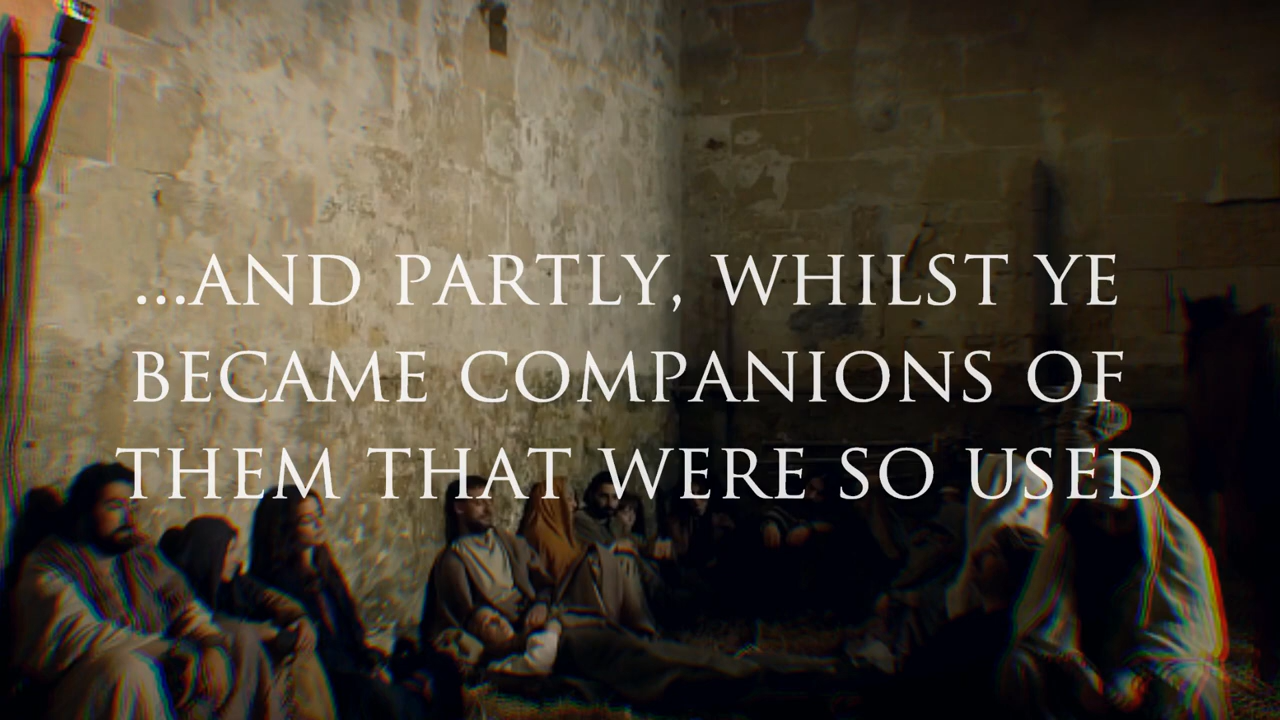 ...AND PARTLY, WHILST YE
BECAME COMPANIONS OF
THEM THAT WERE SO USED